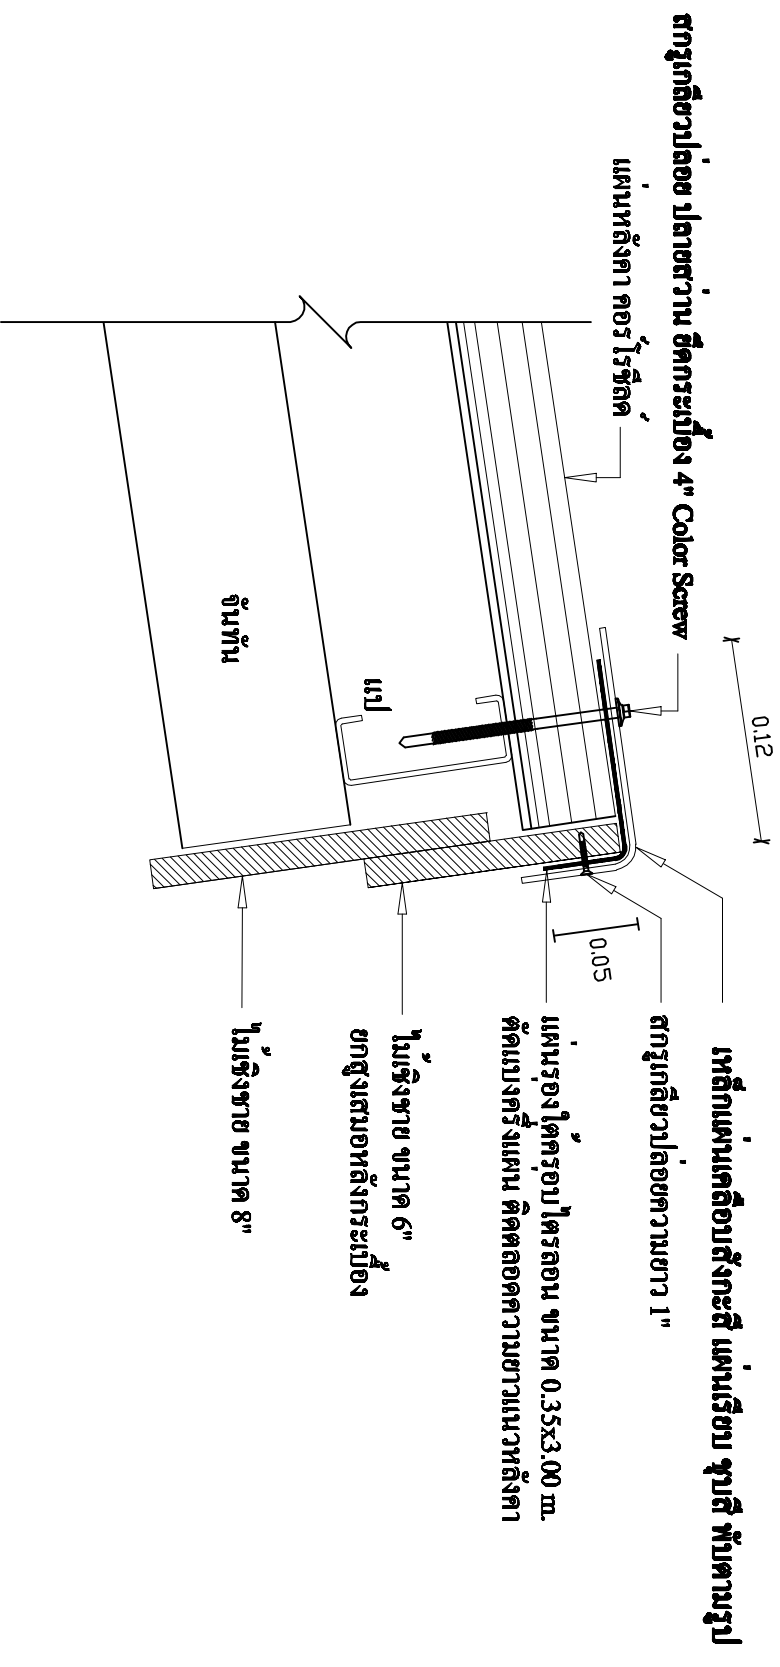 สกรูเกลียวปล่อย ปลายสว่าน ยึดกระเบื้อง 4" Color Screw
แผ่นหลังคา คอร์โรชีลด์
0.12
จันทัน
แป
0.05
เหล็กแผ่นเคลือบสังกะสี แผ่นเรียบ ชุบสี พับตามรูป
สกรูเกลียวปล่อยความยาว 1"
แผ่นรองใต้ครอบไตรลอน ขนาด 0.35x3.00 m.
ตัดแบ่งครึ่งแผ่น ติดตลอดความยาวแนวหลังคา
ไม้เชิงชาย ขนาด 6"
ยกสูงเสมอหลังกระเบื้อง
ไม้เชิงชาย ขนาด 8"